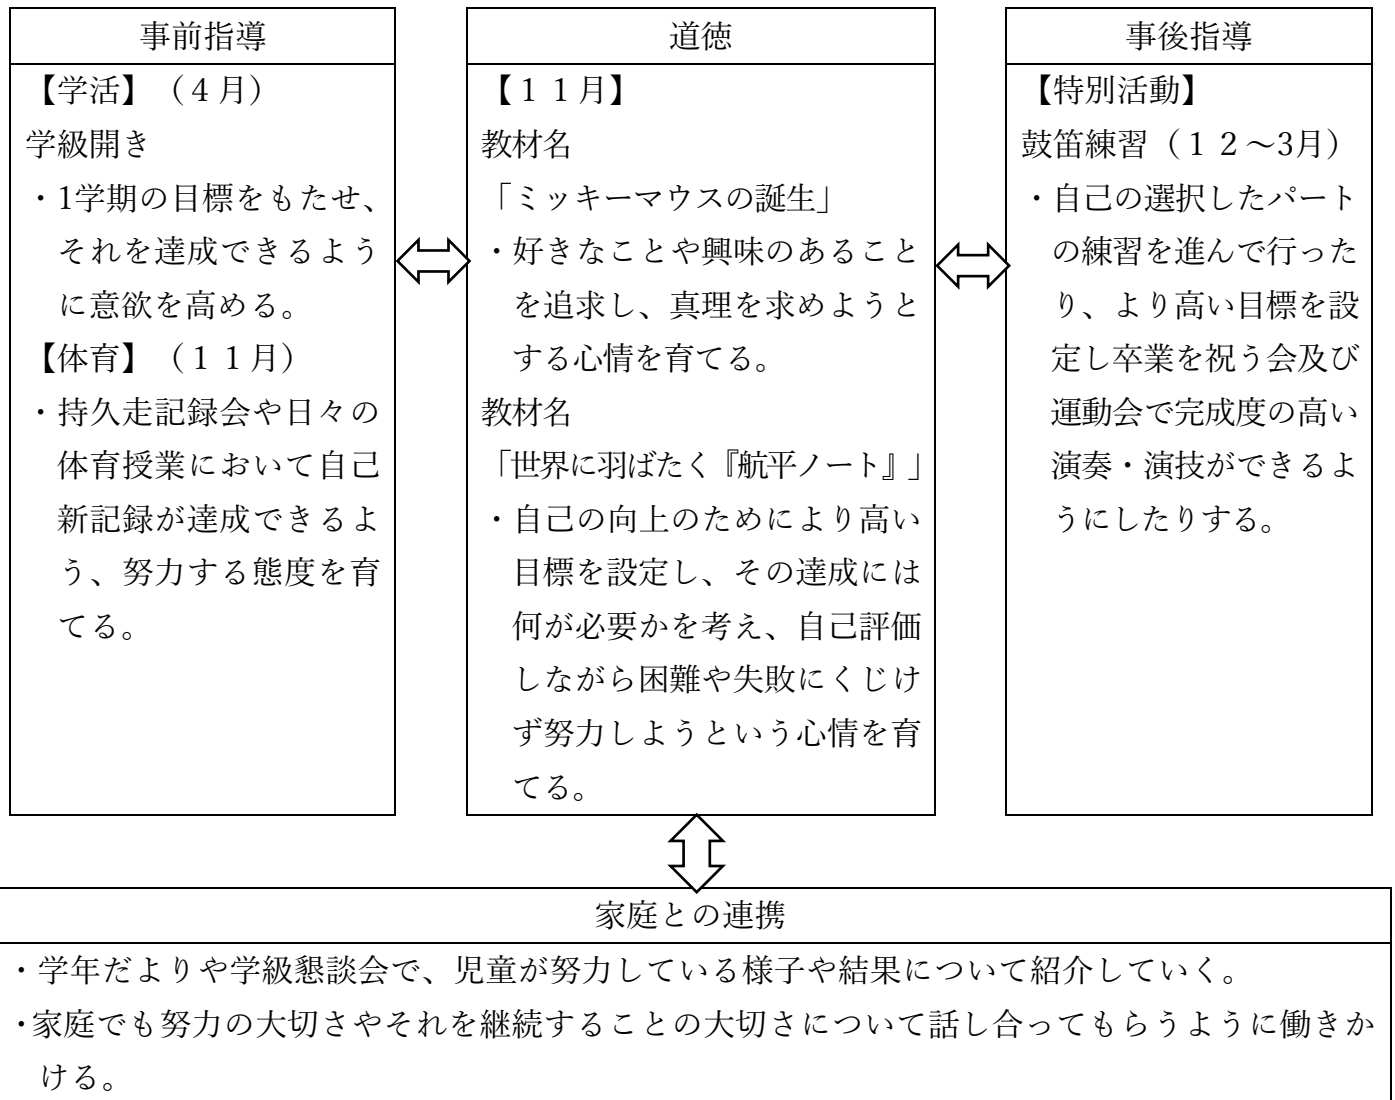 事前指導
【学活】（４月）
学級開き
・1学期の目標をもたせ、
それを達成できるよう
に意欲を高める。
【体育】（１１月）
・持久走記録会や日々の
体育授業において自己
新記録が達成できるよ
う、努力する態度を育
てる。
道徳
【１１月】
教材名
「ミッキーマウスの誕生」
・好きなことや興味のあること
を追求し、真理を求めようと
する心情を育てる。
教材名
「世界に羽ばたく『航平ノート』」
・自己の向上のためにより高い
目標を設定し、その達成には
何が必要かを考え、自己評価
しながら困難や失敗にくじけ
ず努力しようという心情を育
てる。
事後指導
【特別活動】
鼓笛練習（１２～3月）
・自己の選択したパート
の練習を進んで行った
り、より高い目標を設
定し卒業を祝う会及び
運動会で完成度の高い
演奏・演技ができるよ
うにしたりする。
家庭との連携
・学年だよりや学級懇談会で、児童が努力している様子や結果について紹介していく。
・家庭でも努力の大切さやそれを継続することの大切さについて話し合ってもらうように働きか
ける。